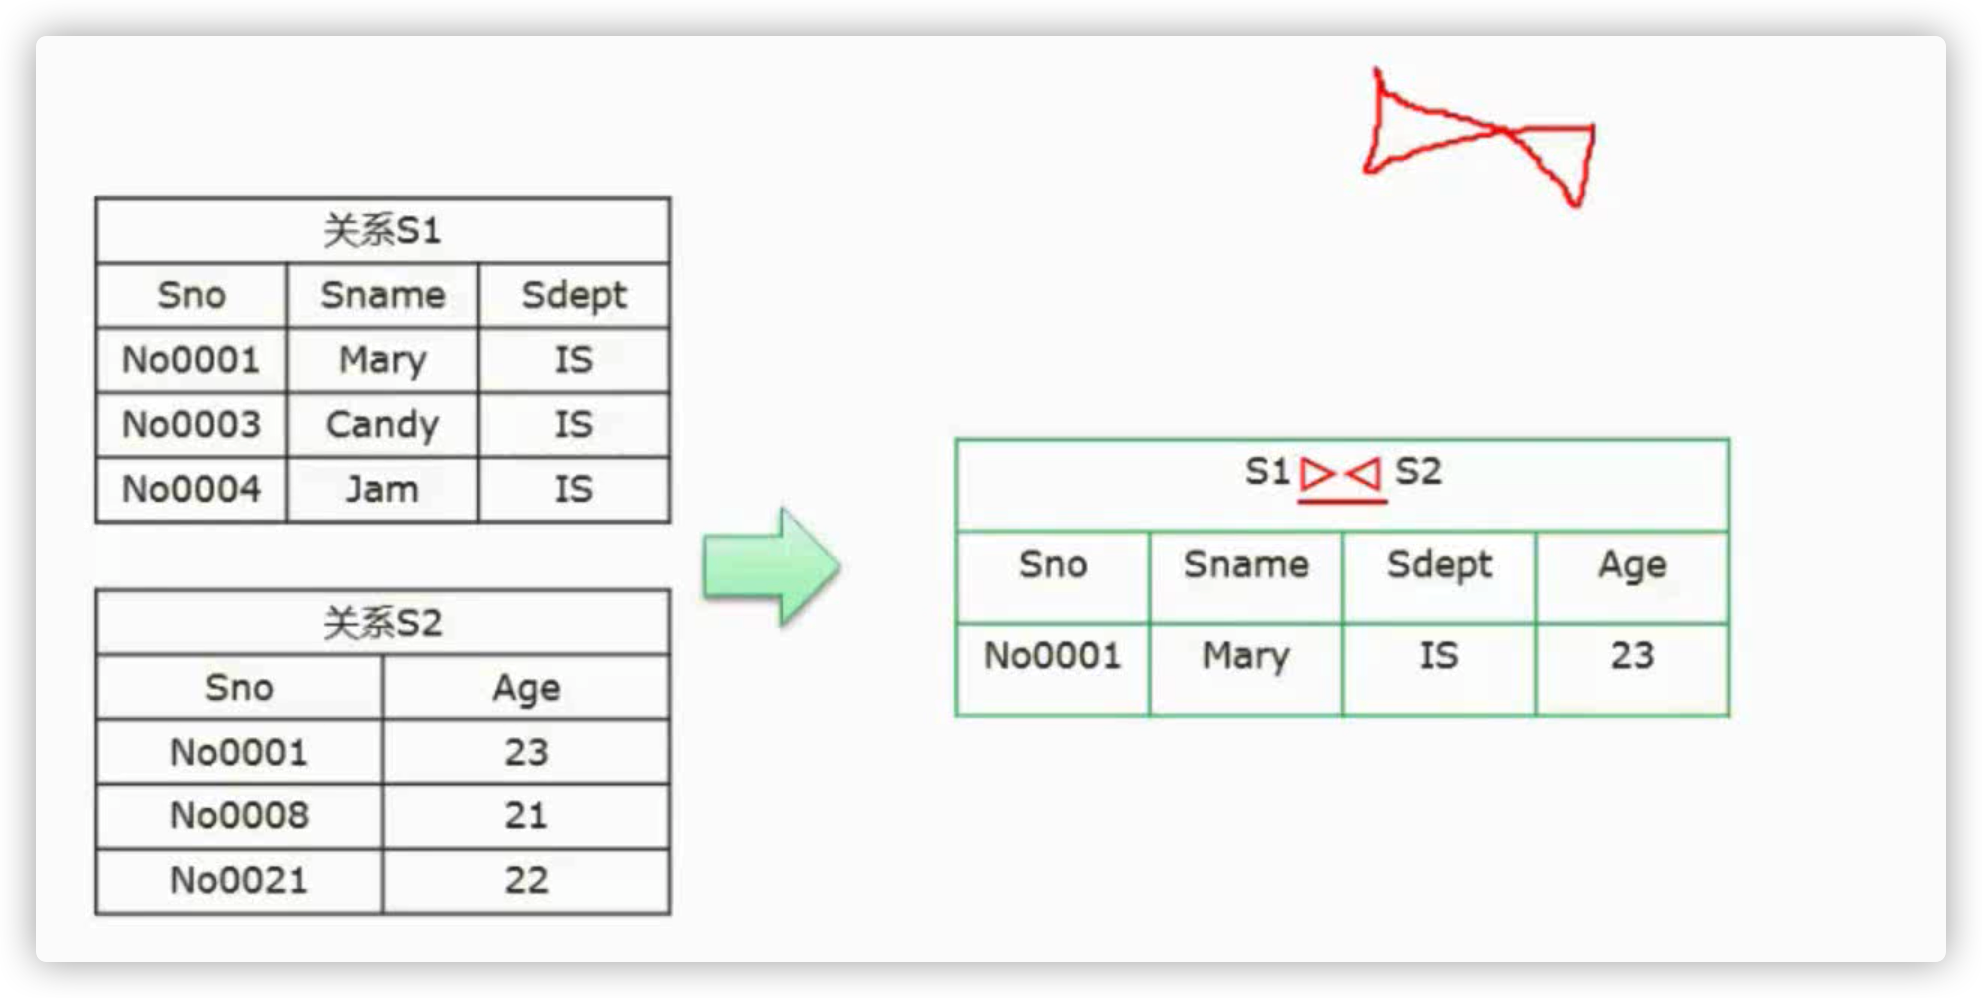 关系S1
Sno Sname Sdept
No0001 Mary IS
No0003 Candy IS
No0004 Jam IS
关系S2
Sno Age
No0001 23
No0008 21
No0021 22
S1 ▷◁ S2
Sno Sname Sdept Age
No0001 Mary IS 23